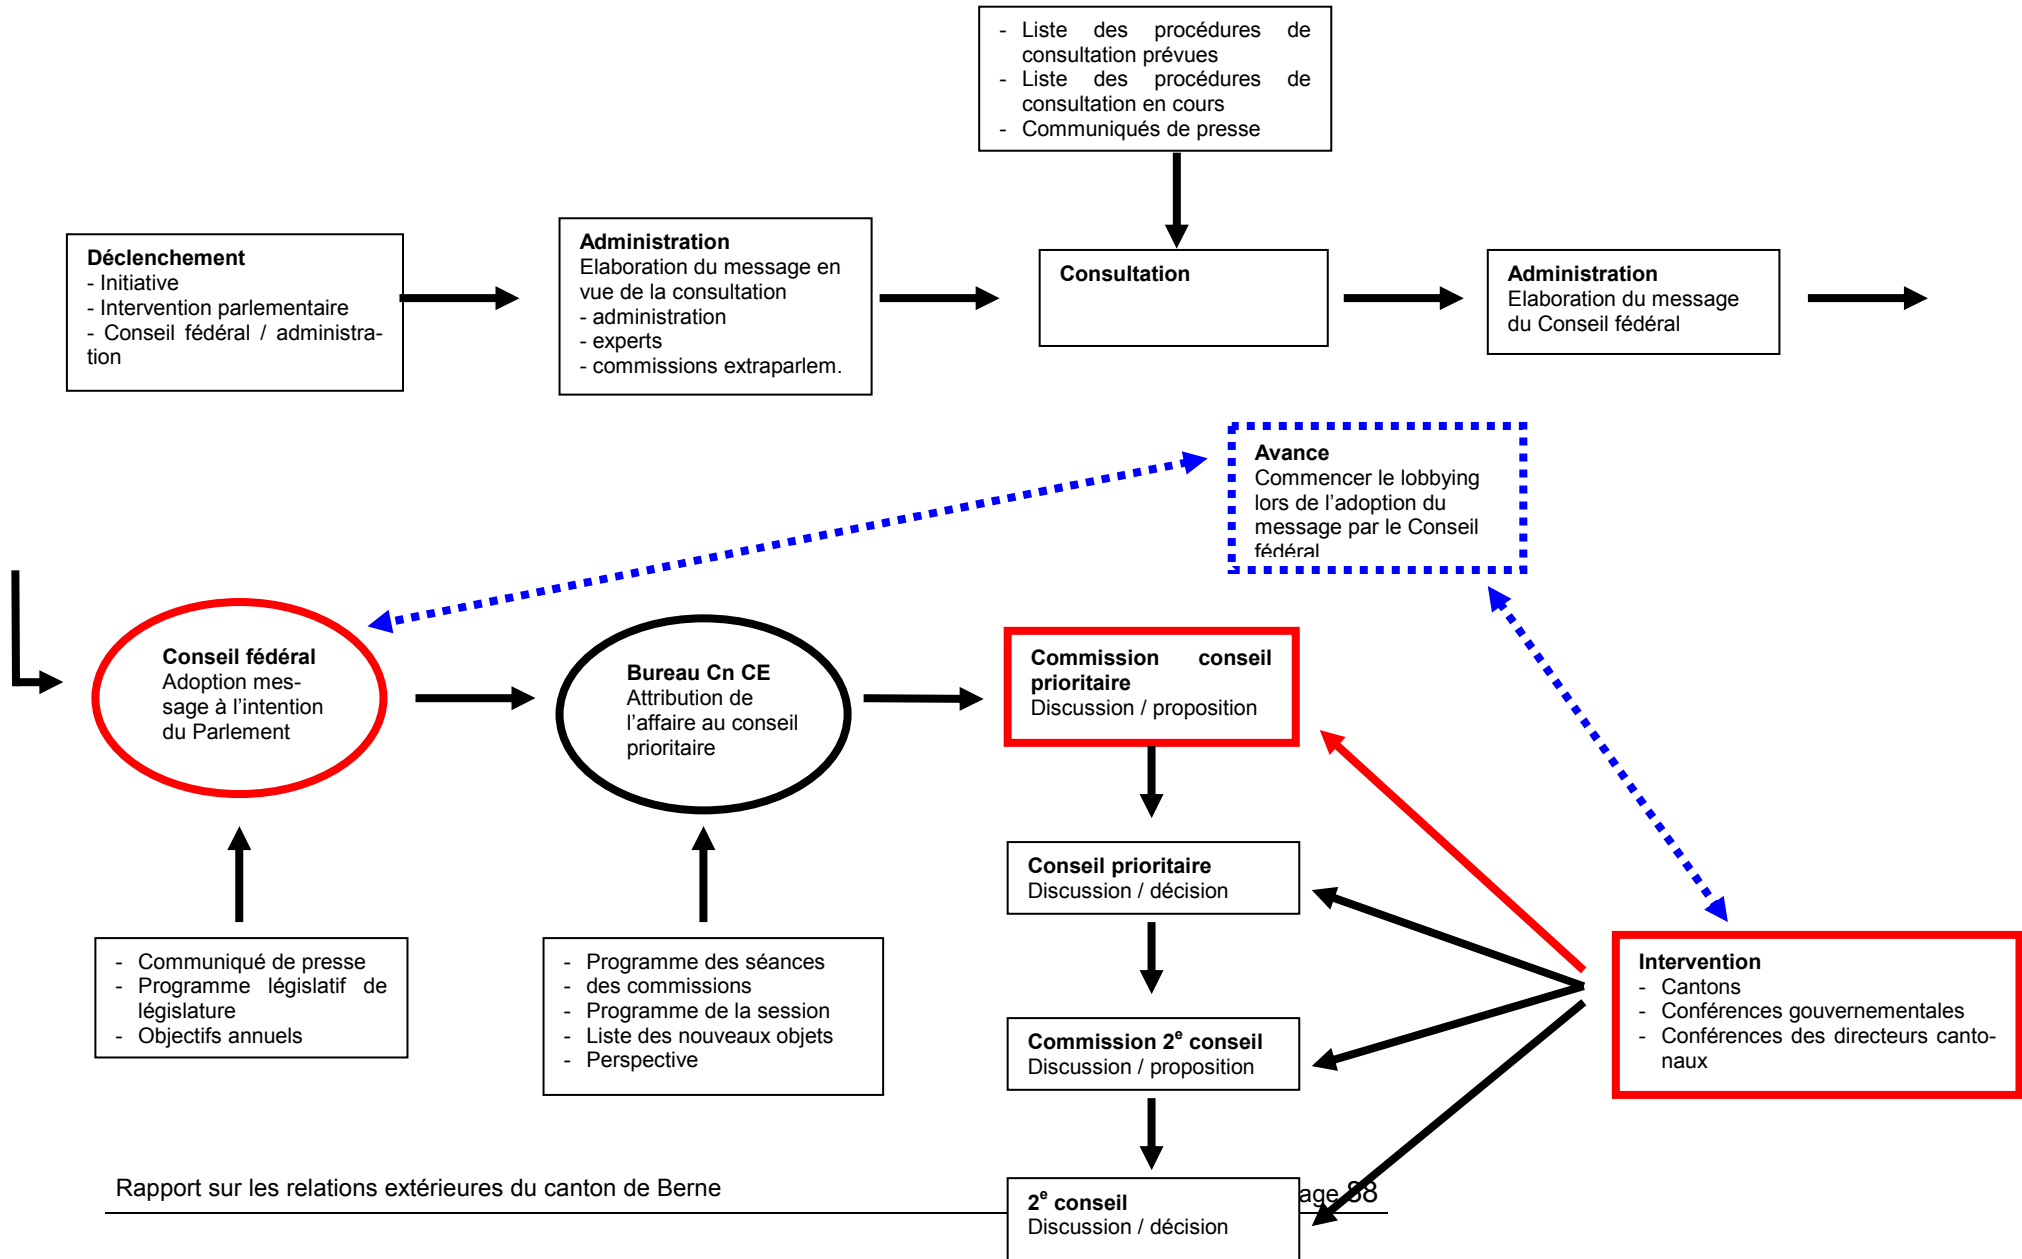 - Liste des procédures de
consultation prévues
- Liste des procédures de
consultation en cours
- Communiqués de presse
Déclenchement
- Initiative
- Intervention parlementaire
- Conseil fédéral / administra-
tion
Administration
Elaboration du message en
vue de la consultation
- administration
- experts
- commissions extraparlem.
Consultation
Administration
Elaboration du message
du Conseil fédéral
Avance
Commencer le lobbying
lors de l'adoption du
message par le Conseil
fédéral
Conseil fédéral
Adoption mes-
sage à l'intention
du Parlement
Bureau Cn CE
Attribution de
l'affaire au conseil
prioritaire
Commission conseil
prioritaire
Discussion / proposition
Conseil prioritaire
Discussion / décision
- Communiqué de presse
- Programme législatif de
législature
- Objectifs annuels
- Programme des séances
- des commissions
- Programme de la session
- Liste des nouveaux objets
- Perspective
Commission 2e conseil
Discussion / proposition
Intervention
- Cantons
- Conférences gouvernementales
- Conférences des directeurs canto-
naux
2e conseil
Discussion / décision
Rapport sur les relations extérieures du canton de Berne
age 88